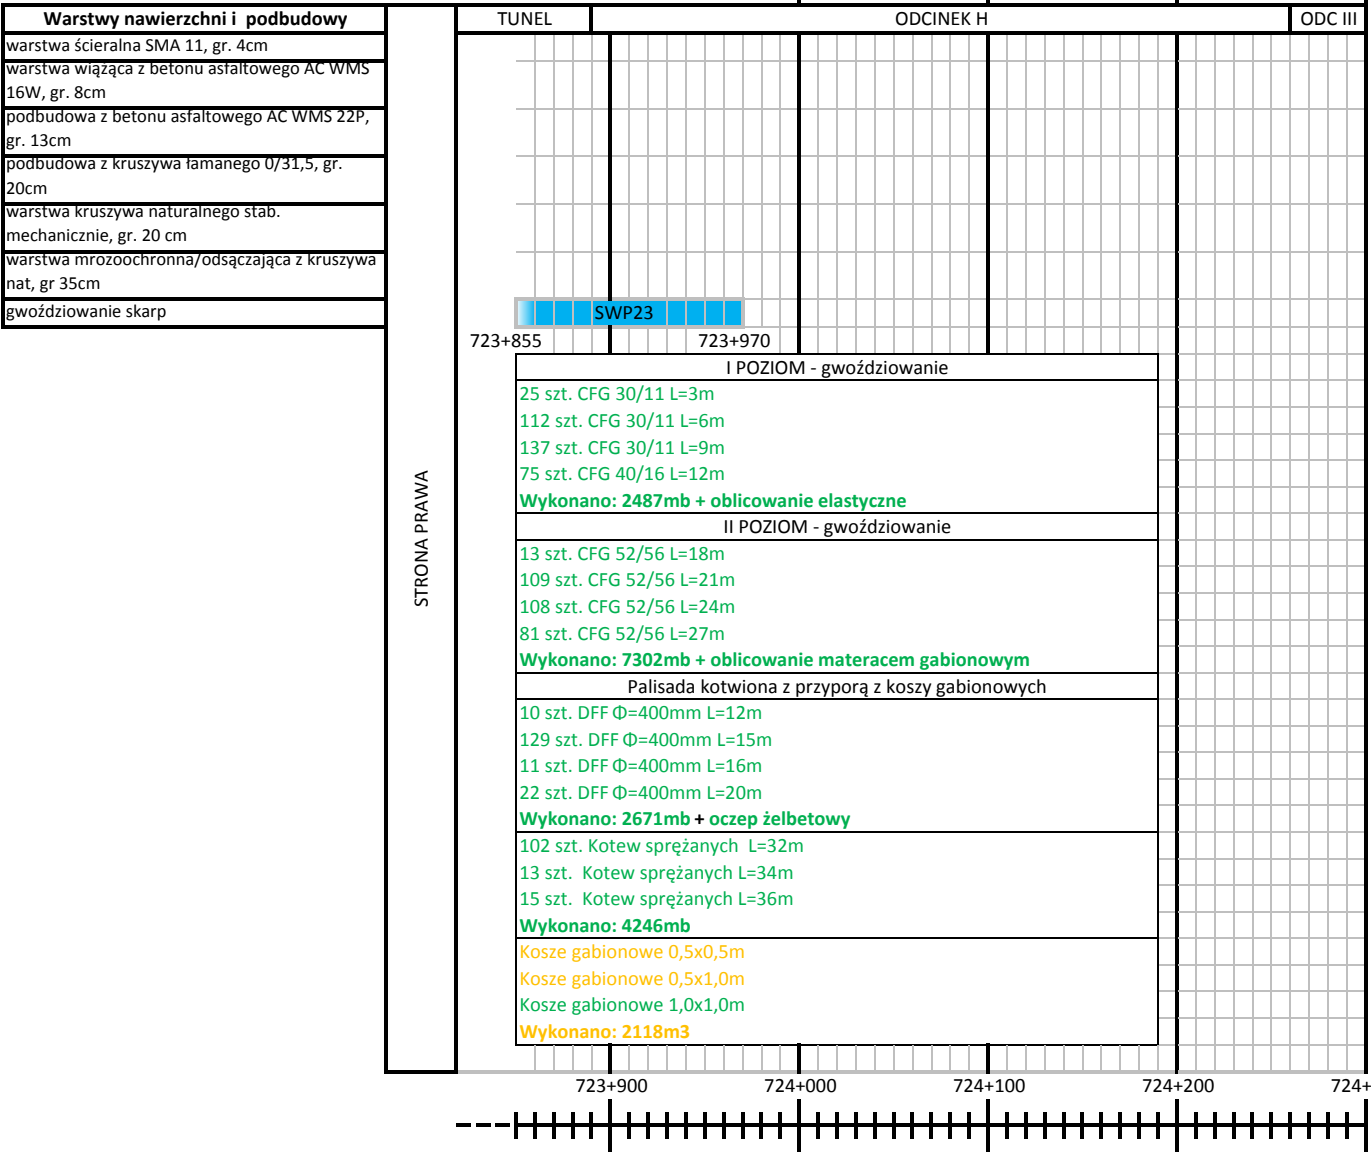 Warstwy nawierzchni i podbudowy
warstwa ścieralna SMA 11, gr. 4cm
warstwa wiążąca z betonu asfaltowego AC WMS
16W, gr. 8cm
podbudowa z betonu asfaltowego AC WMS 22P,
gr. 13cm
podbudowa z kruszywa łamanego 0/31,5, gr.
20cm
warstwa kruszywa naturalnego stab.
mechanicznie, gr. 20 cm
warstwa mrozoochronna/odsączająca z kruszywa
nat, gr 35cm
gwoździowanie skarp
STRONA PRAWA
TUNEL
ODCINEK H
ODC III
SWP23
723+855
723+970
I POZIOM - gwoździowanie
25 szt. CFG 30/11 L=3m
112 szt. CFG 30/11 L=6m
137 szt. CFG 30/11 L=9m
75 szt. CFG 40/16 L=12m
Wykonano: 2487mb + oblicowanie elastyczne
II POZIOM - gwoździowanie
13 szt. CFG 52/56 L=18m
109 szt. CFG 52/56 L=21m
108 szt. CFG 52/56 L=24m
81 szt. CFG 52/56 L=27m
Wykonano: 7302mb + oblicowanie materacem gabionowym
Palisada kotwiona z przyporą z koszy gabionowych
10 szt. DFF Φ=400mm L=12m
129 szt. DFF Φ=400mm L=15m
11 szt. DFF Φ=400mm L=16m
22 szt. DFF Φ=400mm L=20m
Wykonano: 2671mb + oczep żelbetowy
102 szt. Kotew sprężanych L=32m
13 szt. Kotew sprężanych L=34m
15 szt. Kotew sprężanych L=36m
Wykonano: 4246mb
Kosze gabionowe 0,5x0,5m
Kosze gabionowe 0,5x1,0m
Kosze gabionowe 1,0x1,0m
Wykonano: 2118m3
723+900
724+000
724+100
724+200
724+